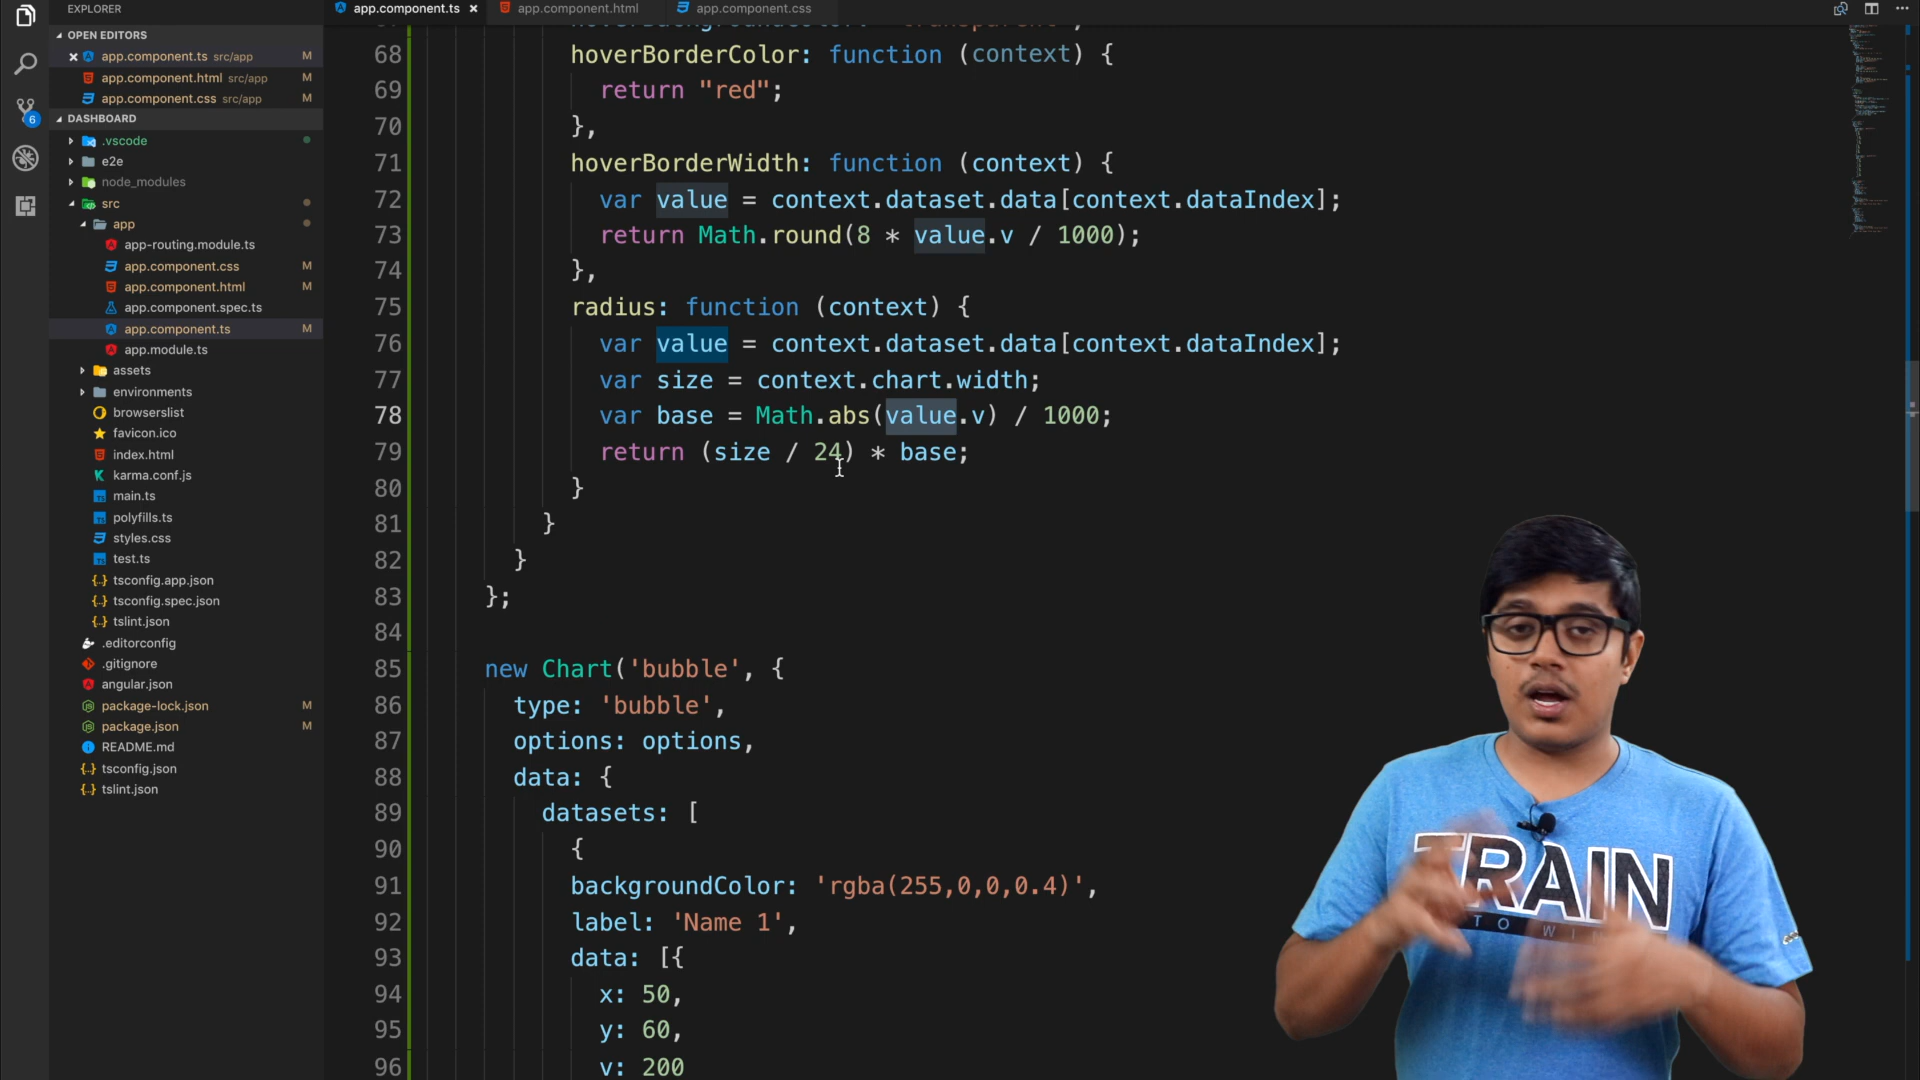 EXPLORER
app.component.ts
app.component.html
app.component.css
OPEN EDITORS
app.component.ts src/app M
app.component.html src/app M
app.component.css src/app M
6
DASHBOARD
.vscode
e2e
node_modules
src
app
app-routing.module.ts
app.component.css M
app.component.html M
app.component.spec.ts
app.component.ts M
app.module.ts
assets
environments
browserslist
favicon.ico
index.html
karma.conf.js
main.ts
polyfills.ts
styles.css
test.ts
tsconfig.app.json
tsconfig.spec.json
tslint.json
.editorconfig
.gitignore
angular.json
package-lock.json M
package.json M
README.md
tsconfig.json
tslint.json
68 hoverBorderColor: function (context) {
69 return "red";
70 },
71 hoverBorderWidth: function (context) {
72 var value = context.dataset.data[context.dataIndex];
73 return Math.round(8 * value.v / 1000);
74 },
75 radius: function (context) {
76 var value = context.dataset.data[context.dataIndex];
77 var size = context.chart.width;
78 var base = Math.abs(value.v) / 1000;
79 return (size / 24) * base;
80 }
81 }
82 }
83 };
84
85 new Chart('bubble', {
86 type: 'bubble',
87 options: options,
88 data: {
89 datasets: [
90 {
91 backgroundColor: 'rgba(255,0,0,0.4)',
92 label: 'Name 1',
93 data: [{
94 x: 50,
95 y: 60,
96 v: 200
TRAIN
TO WI